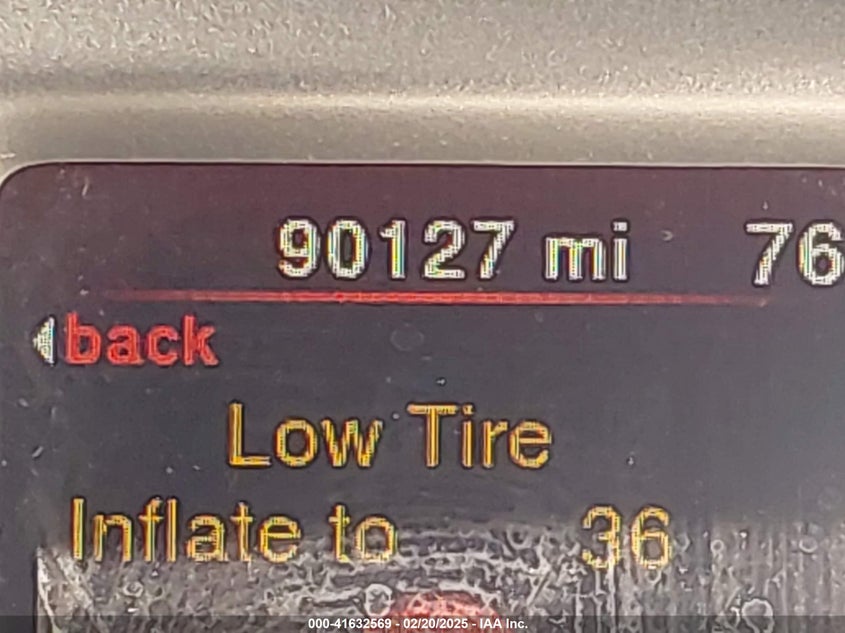 90127 mi 76
back
Low Tire
Inflate to 36
000-41632569 - 02/20/2025 - IAA Inc.